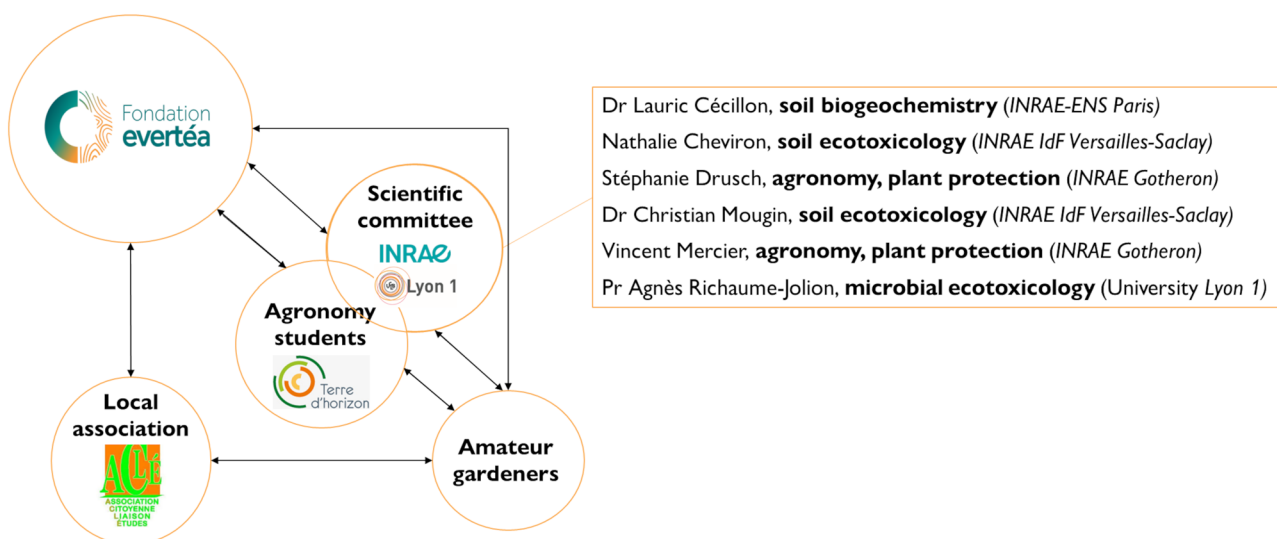 Fondation
evertéa
Scientific
committee
INRAE
Lyon 1
Agronomy
students
Terre
d'horizon
Local
association
ACLÉ
ASSOCIATION
CITOYENNE
LIAISON
ÉTUDES
Amateur
gardeners
Dr Lauric Cécillon, soil biogeochemistry (INRAE-ENS Paris)
Nathalie Cheviron, soil ecotoxicology (INRAE IdF Versailles-Saclay)
Stéphanie Drusch, agronomy, plant protection (INRAE Gotheron)
Dr Christian Mougin, soil ecotoxicology (INRAE IdF Versailles-Saclay)
Vincent Mercier, agronomy, plant protection (INRAE Gotheron)
Pr Agnès Richaume-Jolion, microbial ecotoxicology (University Lyon 1)